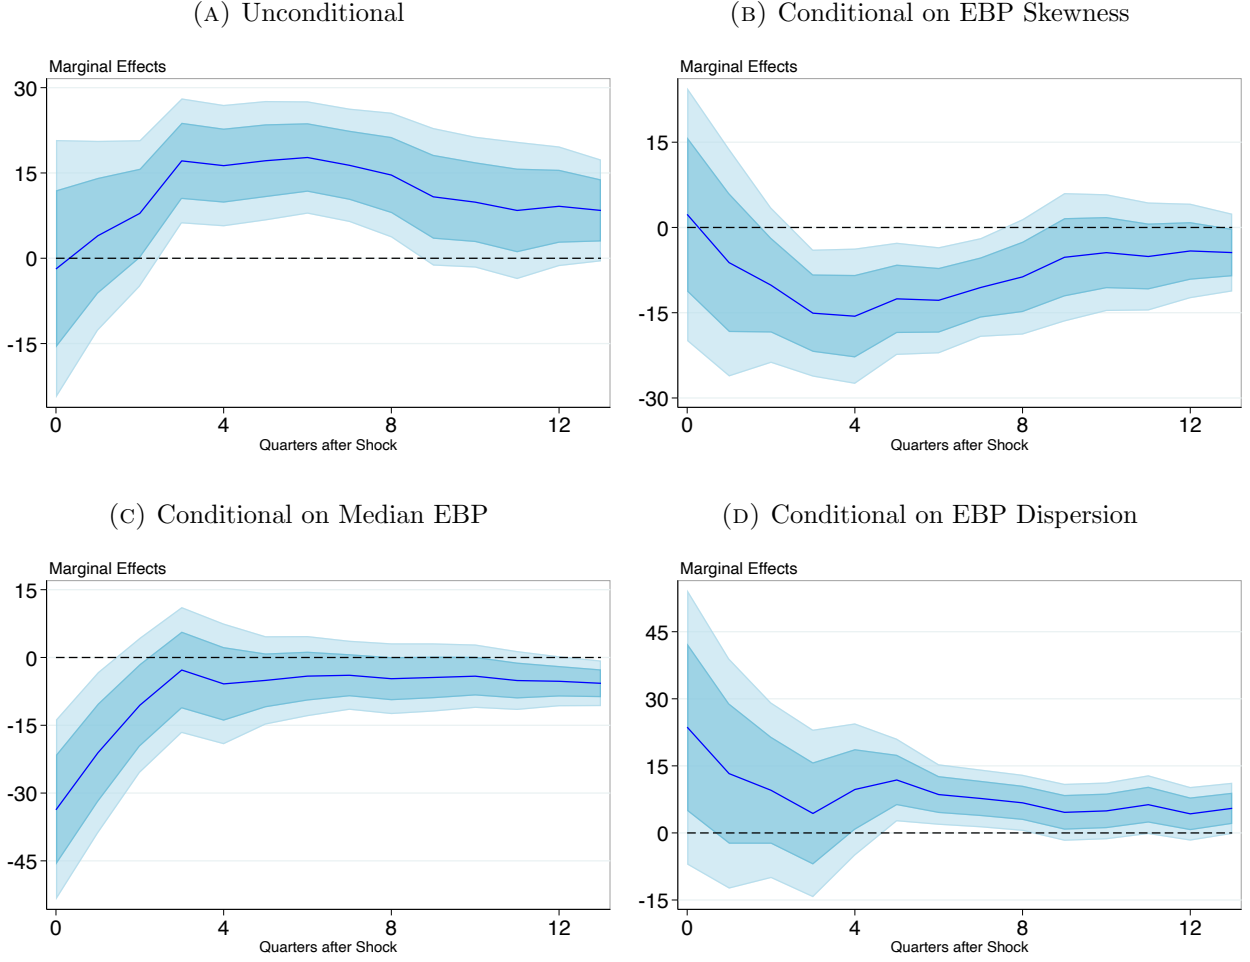 (A) Unconditional
Marginal Effects
30
15
0
-15
0 4 8 12
Quarters after Shock
(B) Conditional on EBP Skewness
Marginal Effects
15
0
-15
-30
0 4 8 12
Quarters after Shock
(C) Conditional on Median EBP
Marginal Effects
15
0
-15
-30
-45
0 4 8 12
Quarters after Shock
(D) Conditional on EBP Dispersion
Marginal Effects
45
30
15
0
-15
0 4 8 12
Quarters after Shock